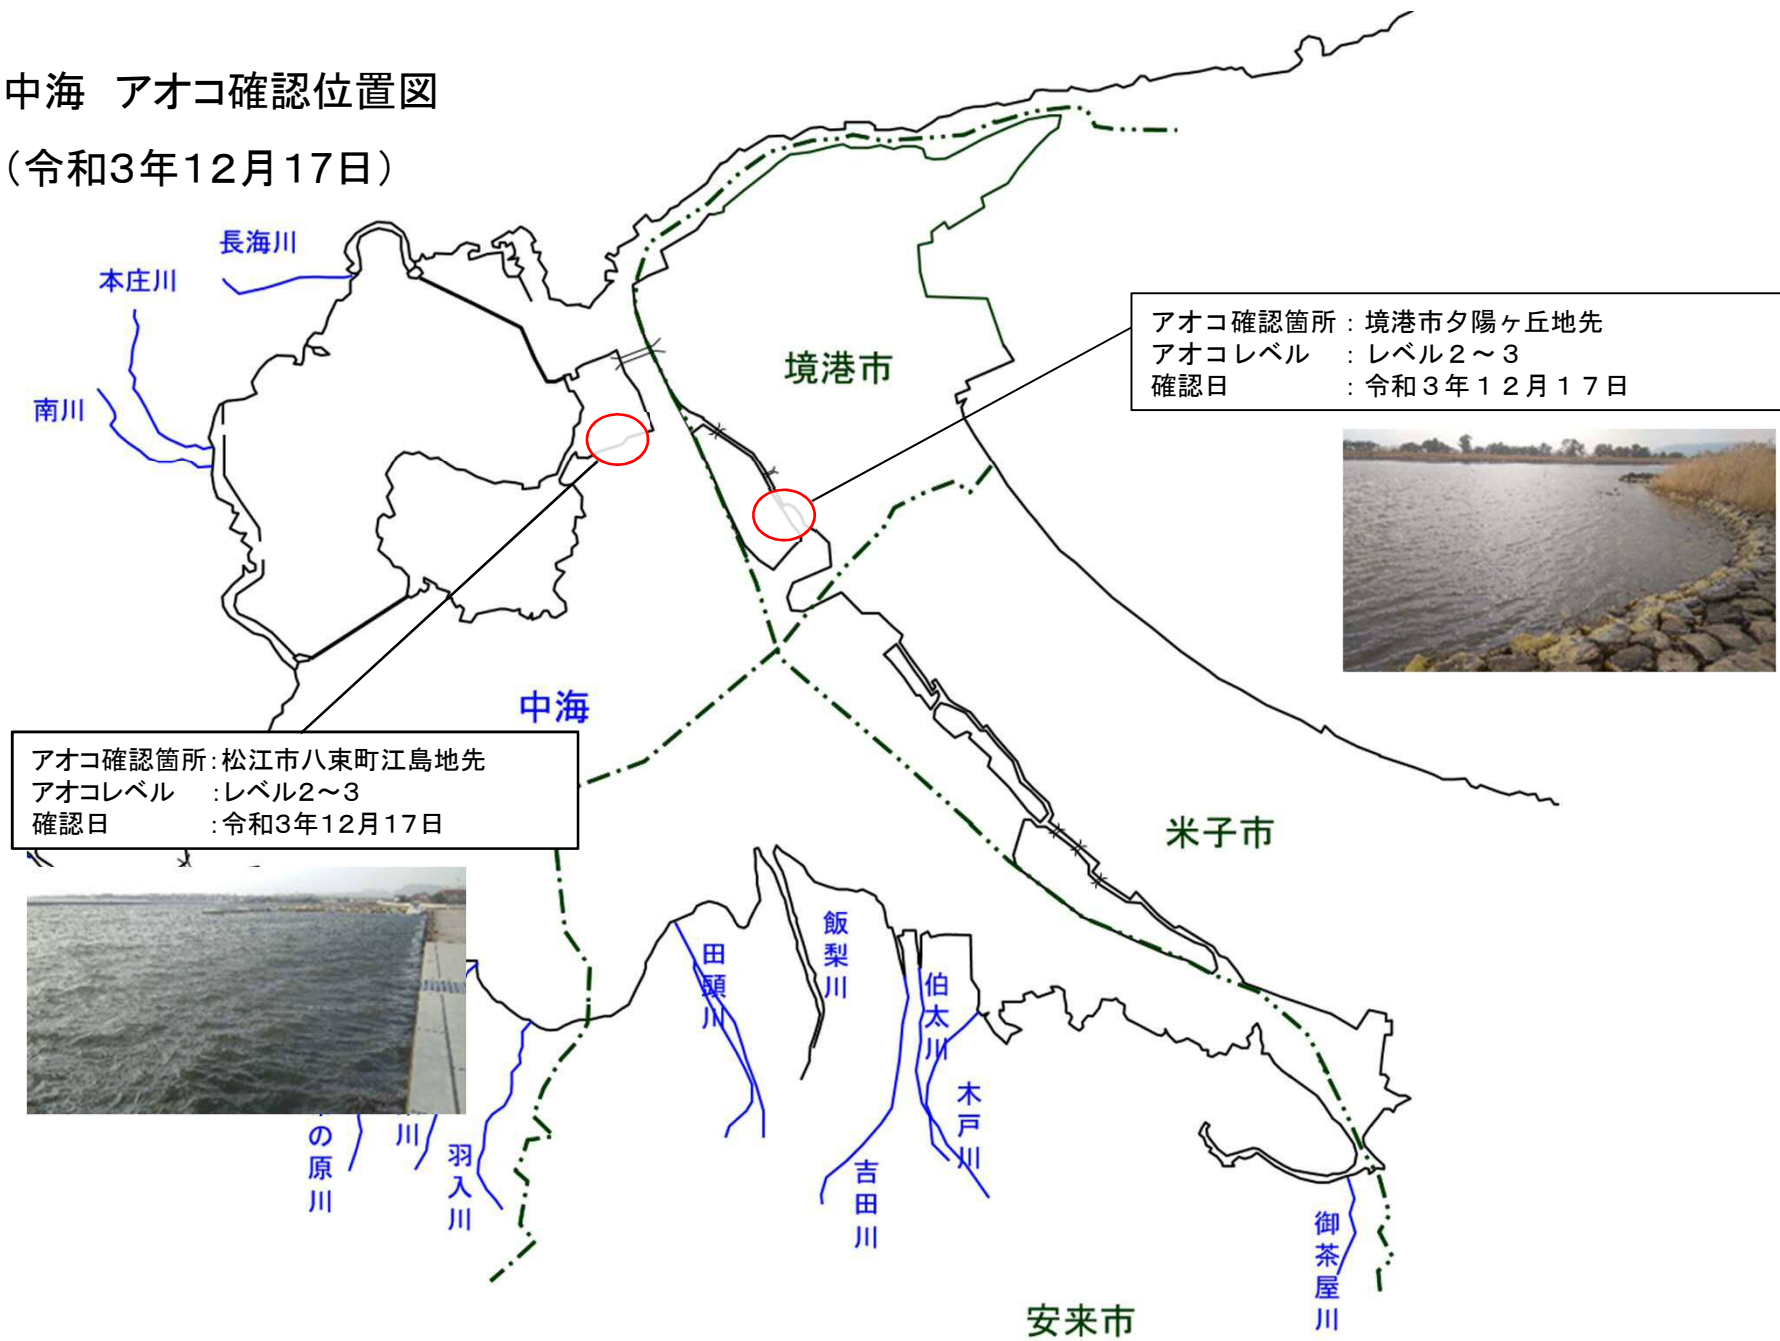 中海　アオコ確認位置図
（令和3年12月17日）
長海川
本庄川
南川
境港市
アオコ確認箇所：境港市夕陽ヶ丘地先
アオコレベル　：レベル２～３
確認日　：令和３年１２月１７日
中海
アオコ確認箇所：松江市八束町江島地先
アオコレベル　：レベル2～3
確認日　：令和3年12月17日
米子市
田頭川
飯梨川
伯太川
木戸川
の原川
川
羽入川
吉田川
御茶屋川
安来市